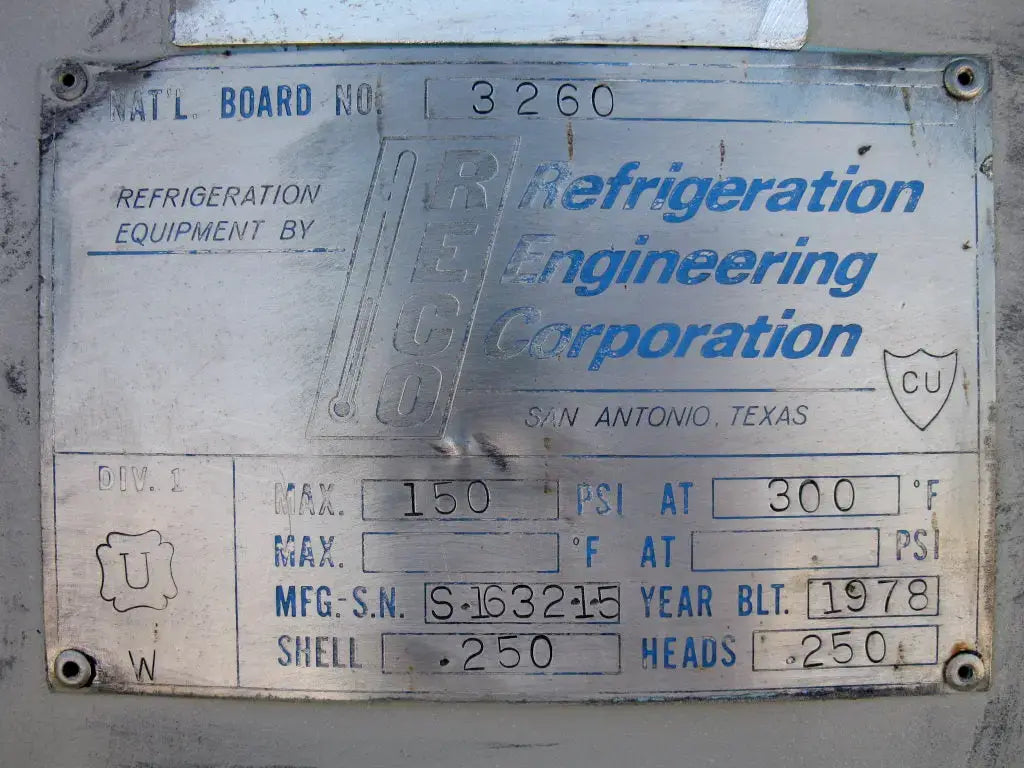 NAT'L. BOARD NO. 3260
REFRIGERATION
EQUIPMENT BY
RECO
Refrigeration
Engineering
Corporation
SAN ANTONIO, TEXAS
CU
DIV. 1
U
W
MAX. 150 PSI AT 300 °F
MAX. °F AT PSI
MFG.-S.N. S-16321-5 YEAR BLT. 1978
SHELL .250 HEADS .250